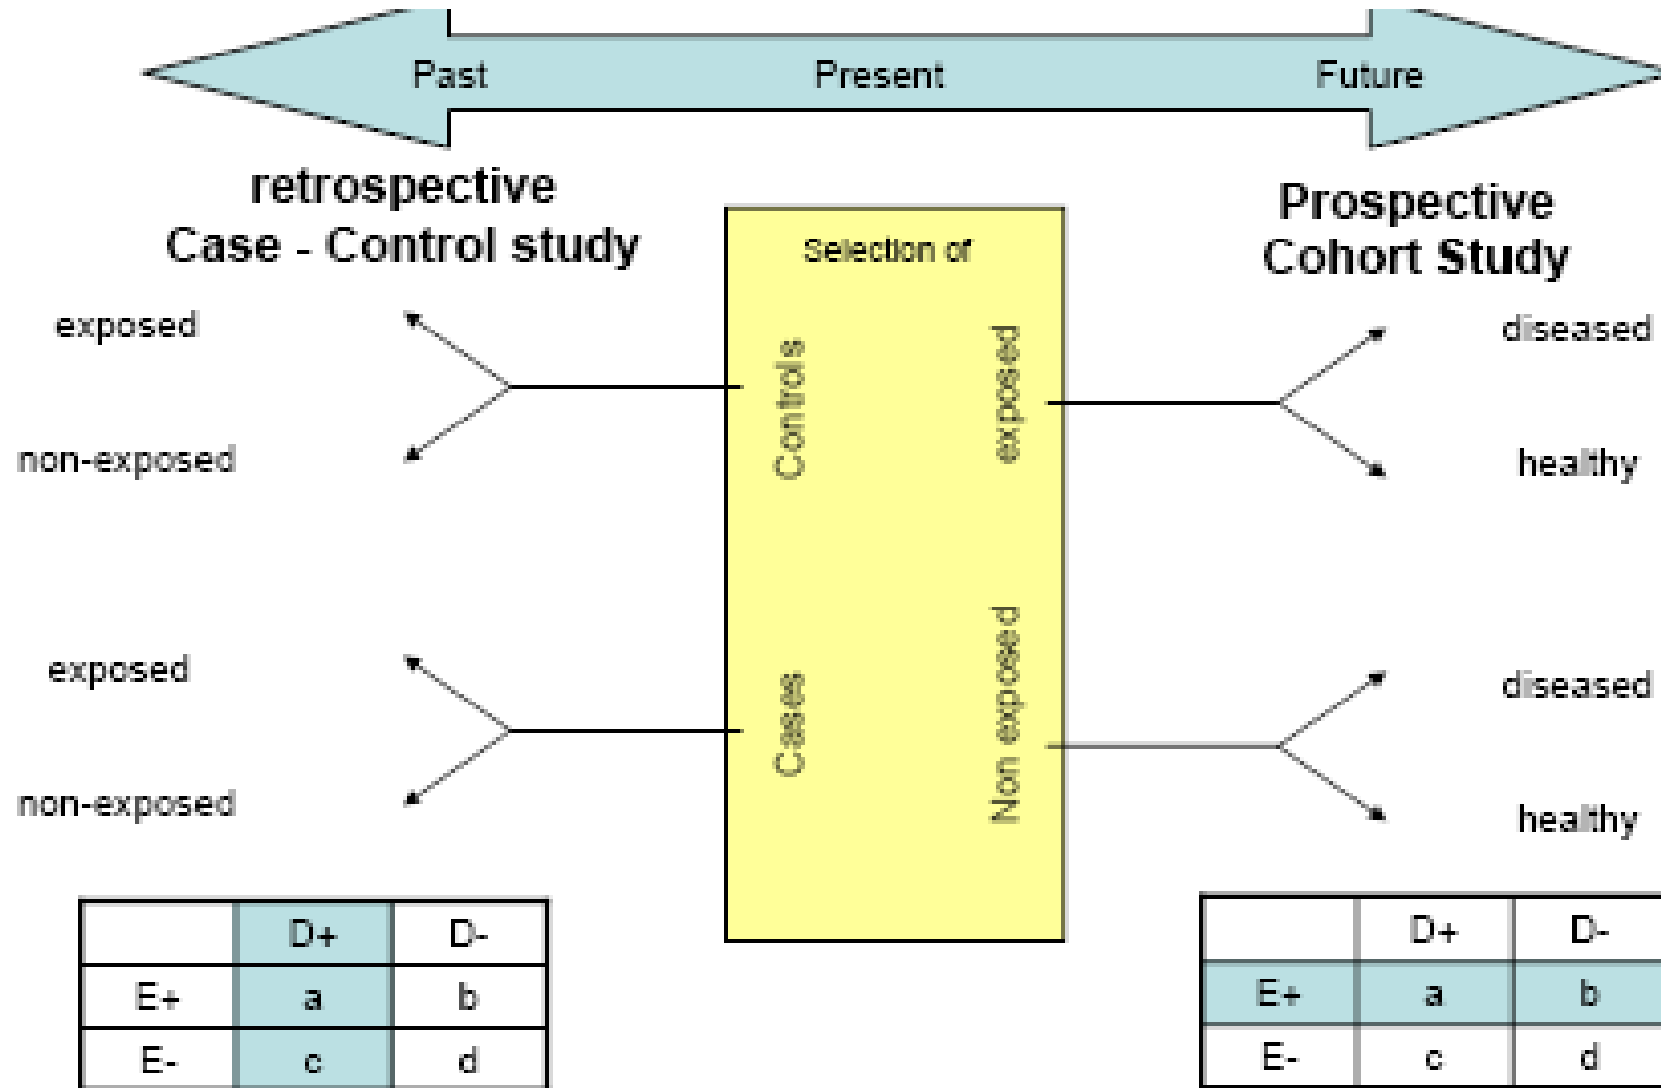 Past Present Future
retrospective
Case - Control study
Prospective
Cohort Study
Selection of
exposed
non-exposed
Controls
exposed
diseased
healthy
exposed
non-exposed
Cases
Non exposed
diseased
healthy
D+ D-
E+ a b
E- c d
D+ D-
E+ a b
E- c d